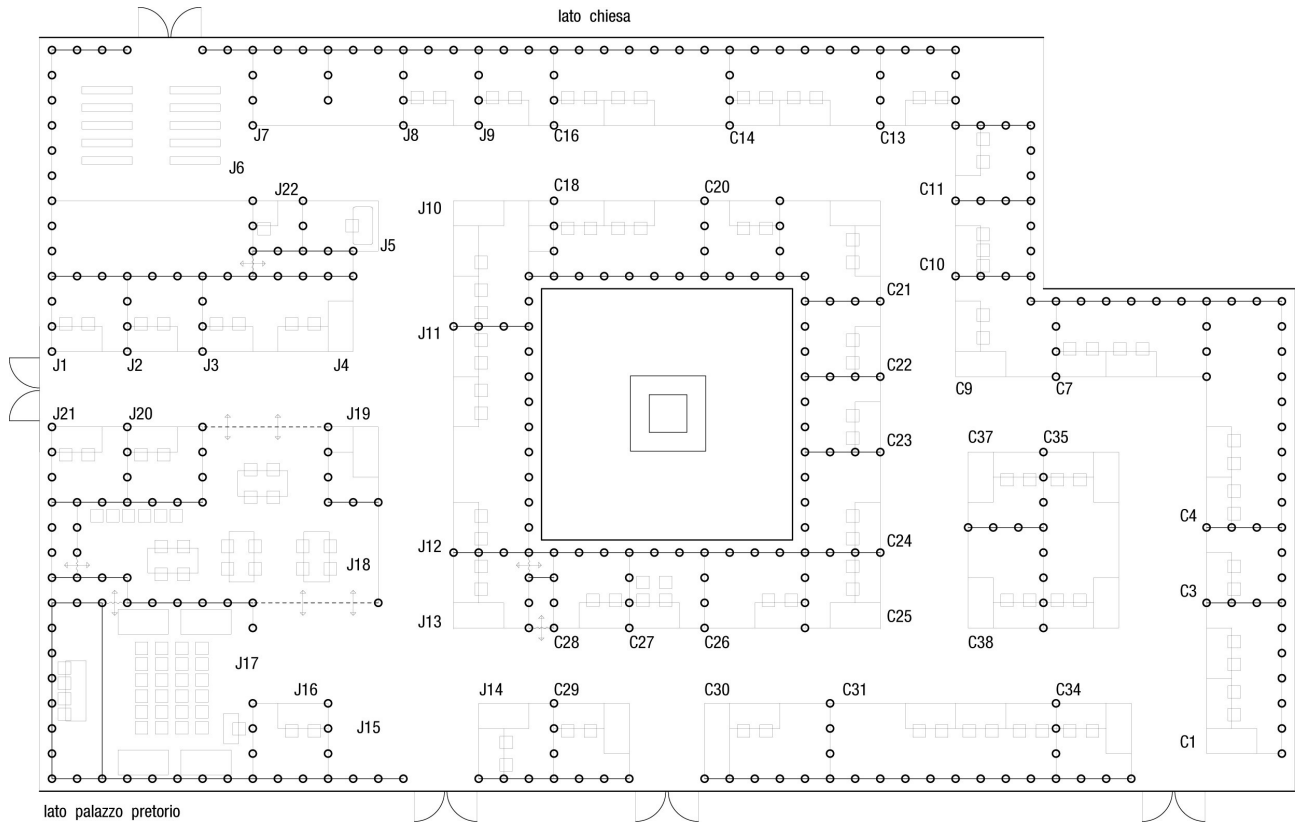 lato chiesa
J7
J8
J9
C16
C14
C13
J6
J22
J10
C18
C20
C11
J5
C10
C21
J11
J1
J2
J3
J4
C22
C9
C7
J21
J20
J19
C23
C37
C35
C4
J12
C24
J18
C3
J13
C28
C27
C26
C25
C38
J17
J16
J14
C29
C30
C31
C34
J15
C1
lato palazzo pretorio